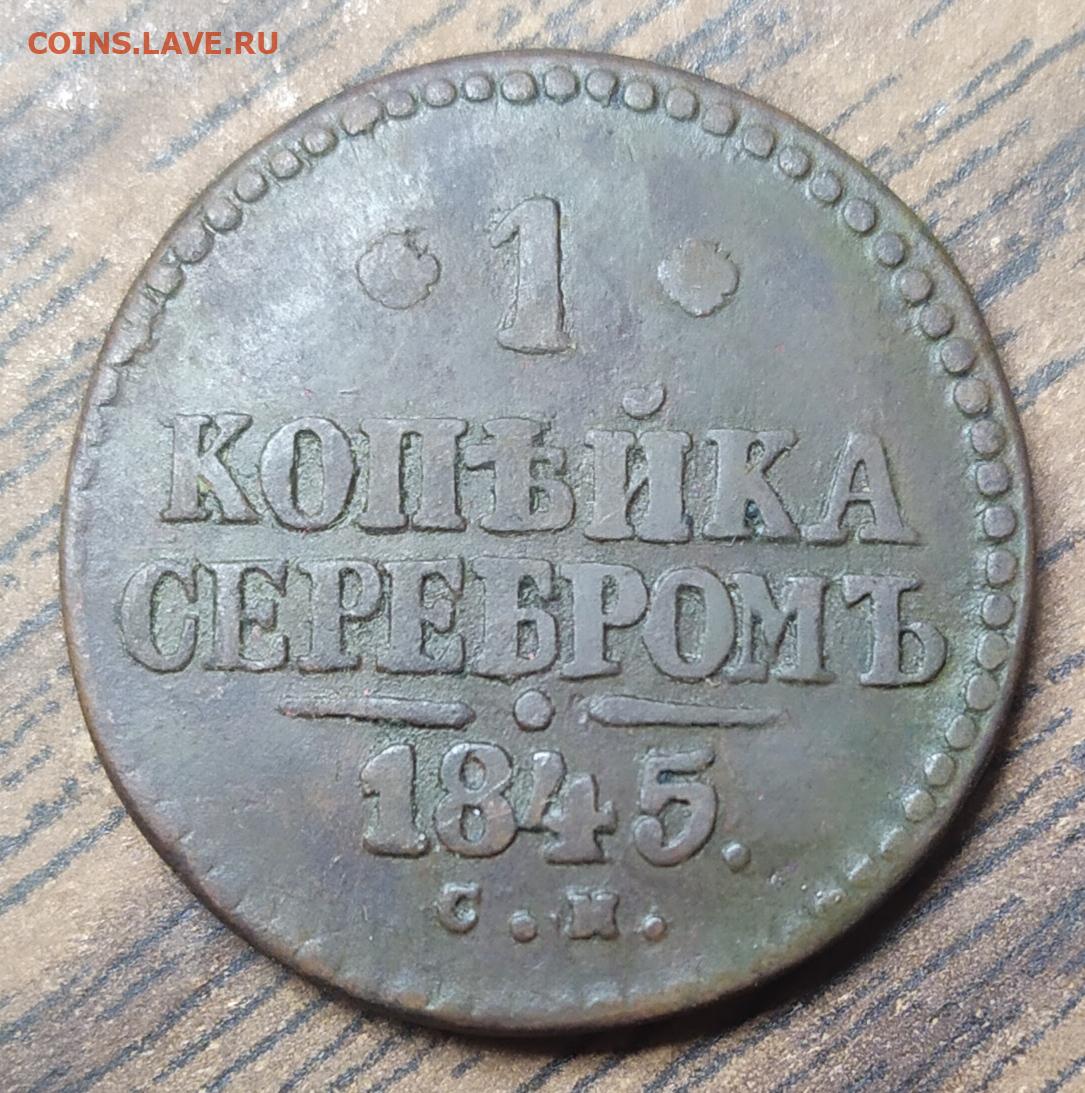 COINS.LAVE.RU
1
КОПѢЙКА
СЕРЕБРОМЪ
1845.
С.М.